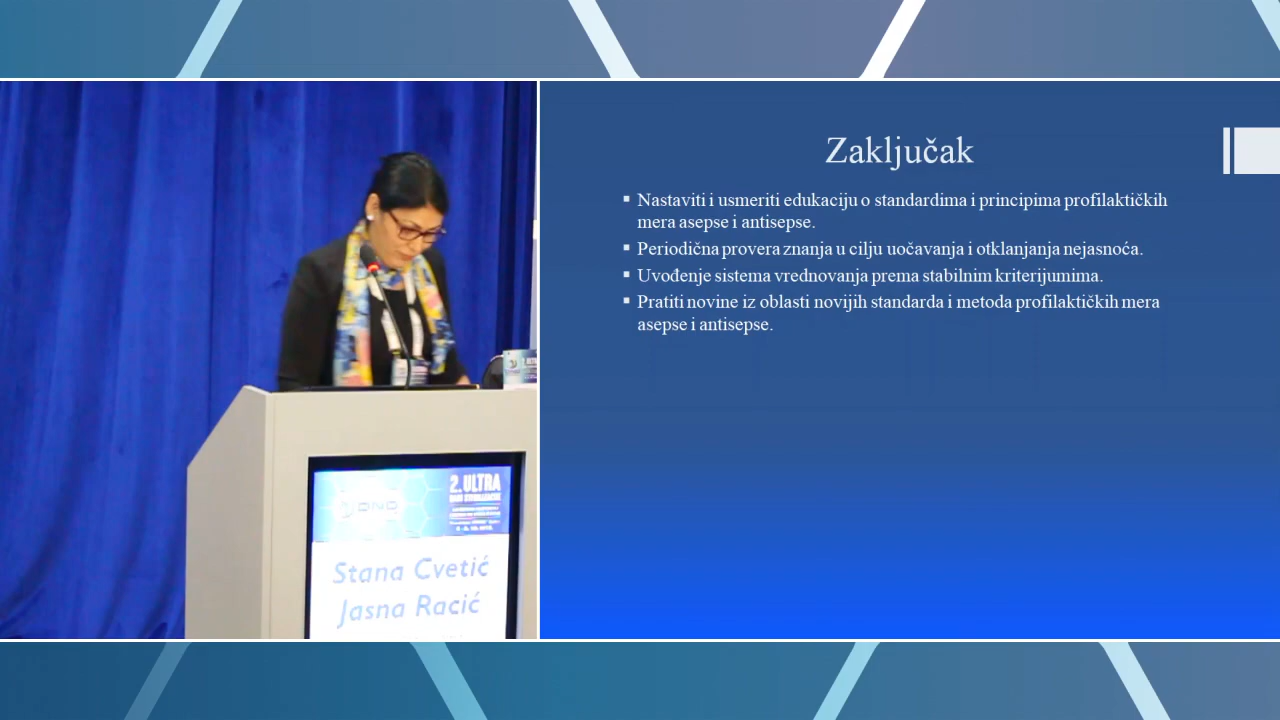 Zaključak
Nastaviti i usmeriti edukaciju o standardima i principima profilaktičkih
mera asepse i antisepse.
Periodična provera znanja u cilju uočavanja i otklanjanja nejasnoća.
Uvođenje sistema vrednovanja prema stabilnim kriterijumima.
Pratiti novine iz oblasti novijih standarda i metoda profilaktičkih mera
asepse i antisepse.
2. ULTRA
Stana Cvetić
Jasna Racić